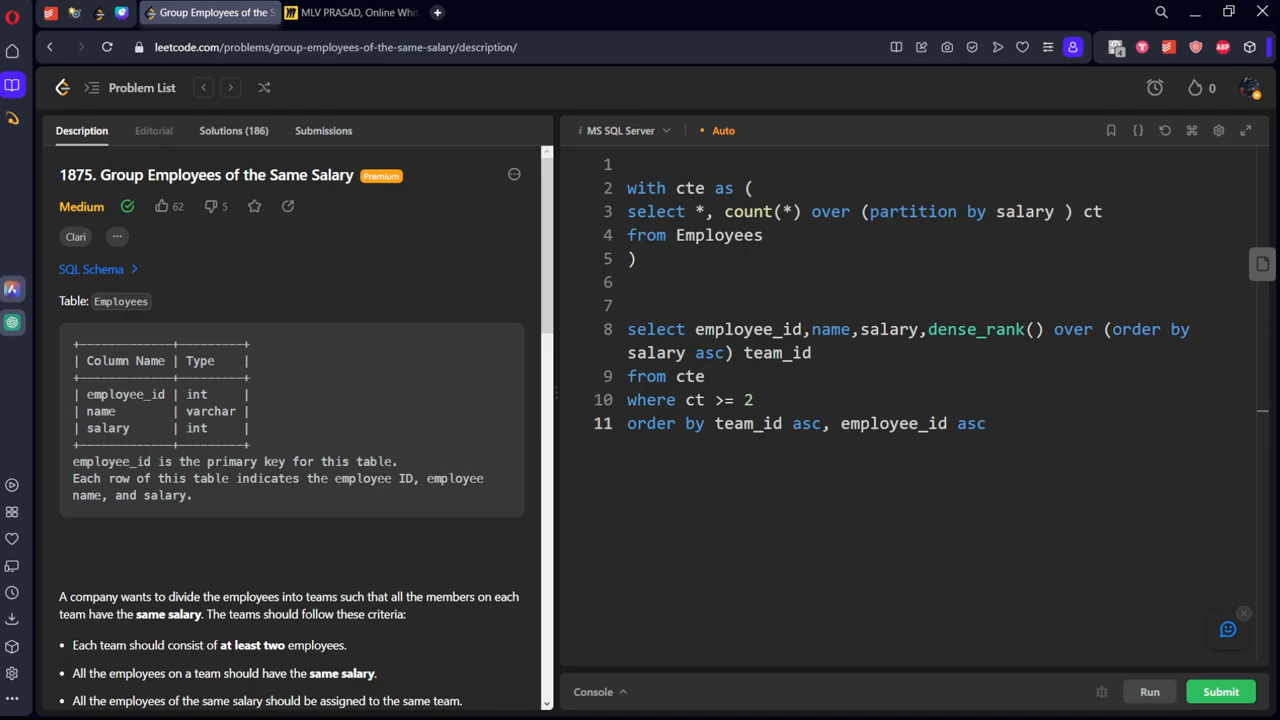 Group Employees of the S
MLV PRASAD, Online Whit
leetcode.com/problems/group-employees-of-the-same-salary/description/
4
ABP
Problem List
0
Description
Editorial
Solutions (186)
Submissions
1875. Group Employees of the Same Salary
Premium
Medium
62
5
Clari
SQL Schema >
Table: Employees
+-------------+---------+
| Column Name | Type    |
+-------------+---------+
| employee_id | int     |
| name        | varchar |
| salary      | int     |
+-------------+---------+
employee_id is the primary key for this table.
Each row of this table indicates the employee ID, employee
name, and salary.
A company wants to divide the employees into teams such that all the members on each
team have the same salary. The teams should follow these criteria:
• Each team should consist of at least two employees.
• All the employees on a team should have the same salary.
• All the employees of the same salary should be assigned to the same team.
i MS SQL Server
• Auto
1
2 with cte as (
3 select *, count(*) over (partition by salary ) ct
4 from Employees
5 )
6
7
8 select employee_id,name,salary,dense_rank() over (order by
salary asc) team_id
9 from cte
10 where ct >= 2
11 order by team_id asc, employee_id asc
Console
Run
Submit